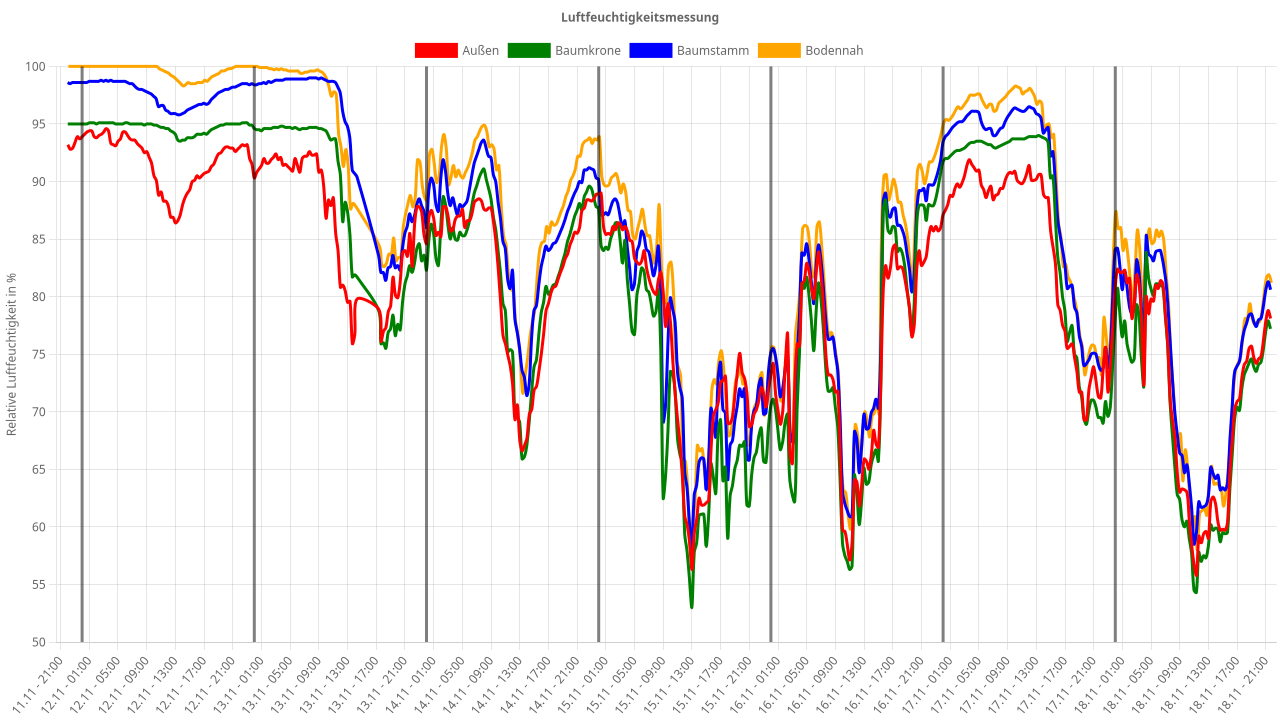 Luftfeuchtigkeitsmessung
Außen Baumkrone Baumstamm Bodennah
Relative Luftfeuchtigkeit in %
100
95
90
85
80
75
70
65
60
55
50
11.11 - 21:00
12.11 - 01:00
12.11 - 05:00
12.11 - 09:00
12.11 - 13:00
12.11 - 17:00
12.11 - 21:00
13.11 - 01:00
13.11 - 05:00
13.11 - 09:00
13.11 - 13:00
13.11 - 17:00
13.11 - 21:00
14.11 - 01:00
14.11 - 05:00
14.11 - 09:00
14.11 - 13:00
14.11 - 17:00
14.11 - 21:00
15.11 - 01:00
15.11 - 05:00
15.11 - 09:00
15.11 - 13:00
15.11 - 17:00
15.11 - 21:00
16.11 - 01:00
16.11 - 05:00
16.11 - 09:00
16.11 - 13:00
16.11 - 17:00
16.11 - 21:00
17.11 - 01:00
17.11 - 05:00
17.11 - 09:00
17.11 - 13:00
17.11 - 17:00
17.11 - 21:00
18.11 - 01:00
18.11 - 05:00
18.11 - 09:00
18.11 - 13:00
18.11 - 17:00
18.11 - 21:00